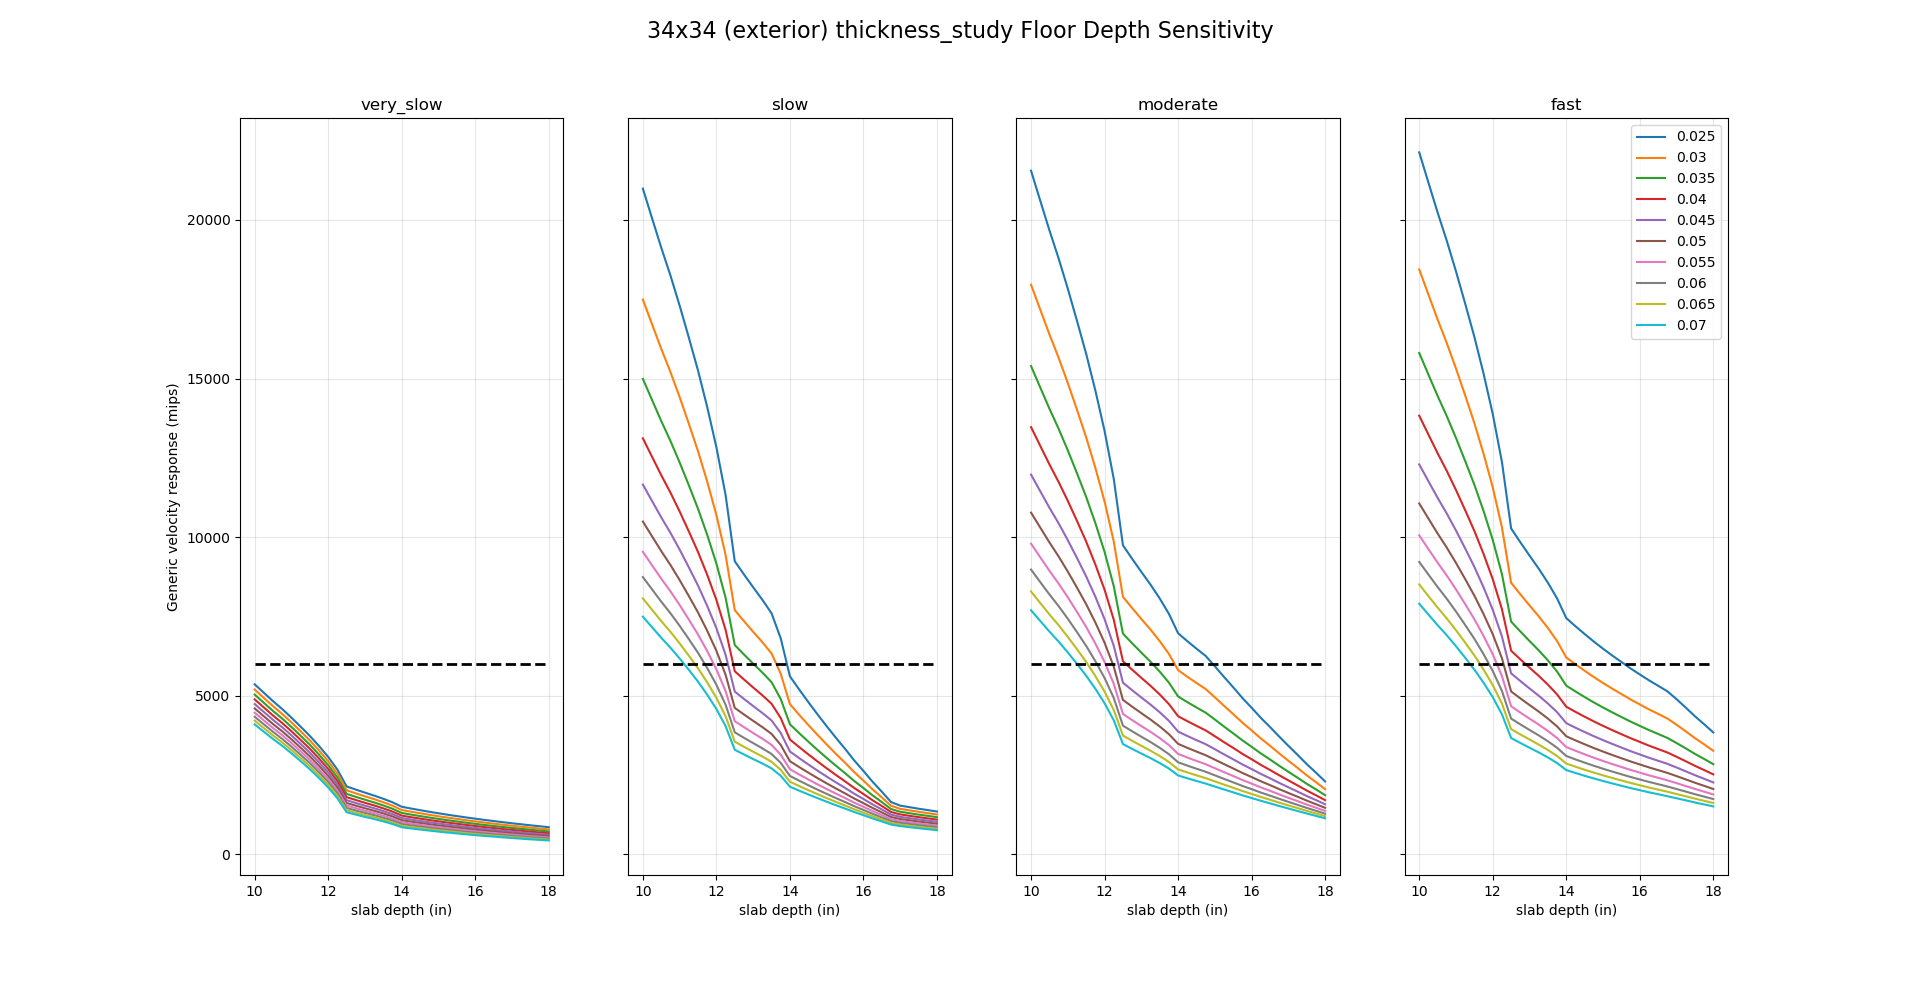 34x34 (exterior) thickness_study Floor Depth Sensitivity
very_slow
slow
moderate
fast
Generic velocity response (mips)
20000
15000
10000
5000
0
10 12 14 16 18
slab depth (in)
10 12 14 16 18
slab depth (in)
10 12 14 16 18
slab depth (in)
10 12 14 16 18
slab depth (in)
0.025
0.03
0.035
0.04
0.045
0.05
0.055
0.06
0.065
0.07